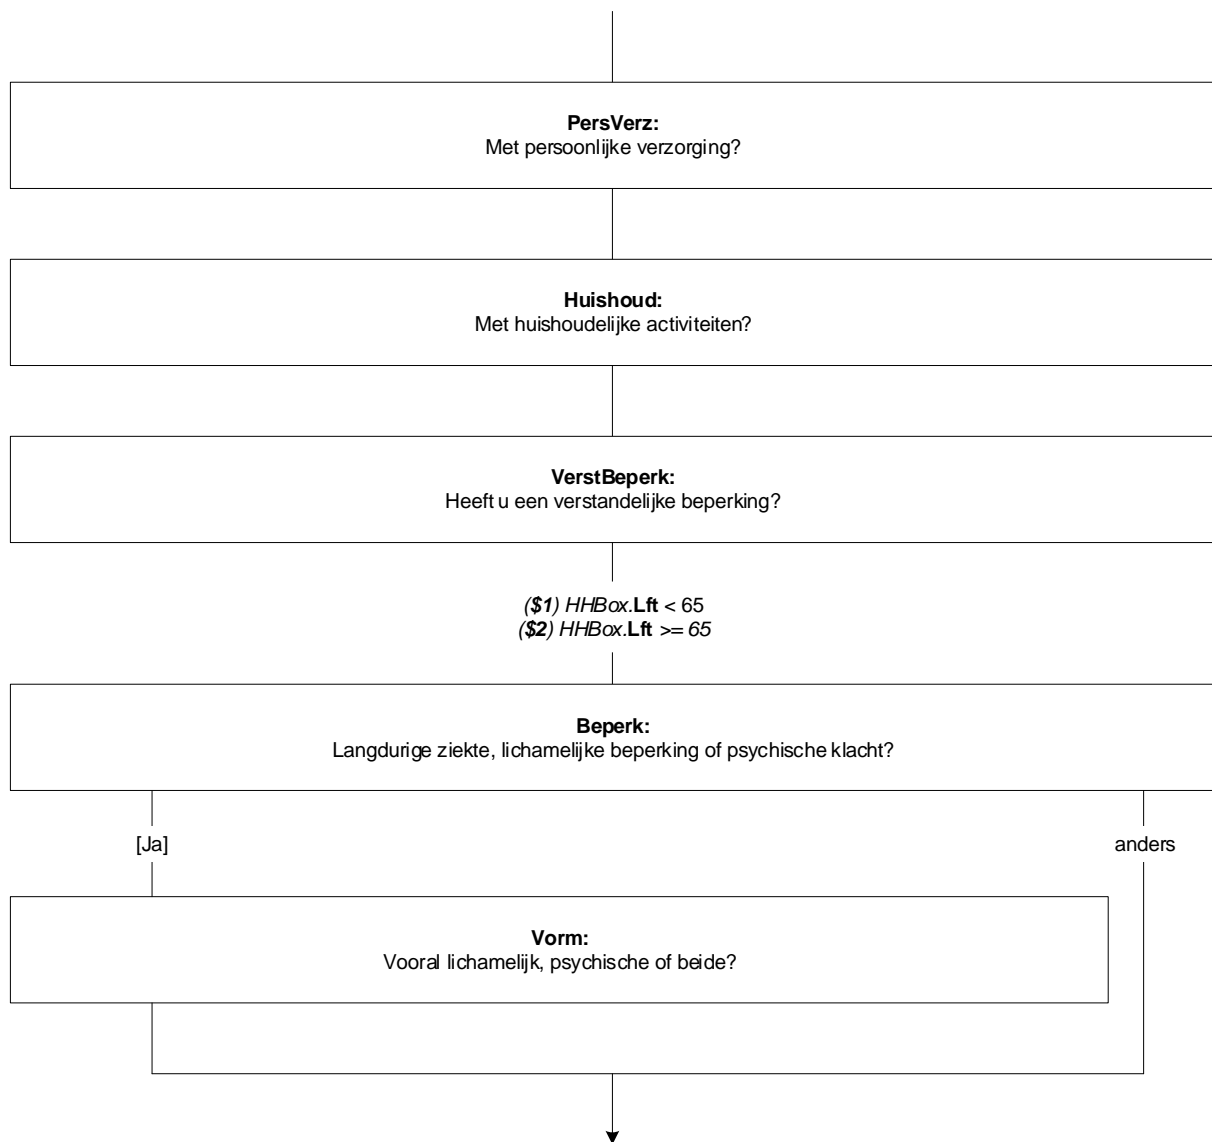 PersVerz:
Met persoonlijke verzorging?
Huishoud:
Met huishoudelijke activiteiten?
VerstBeperk:
Heeft u een verstandelijke beperking?
($1) HHBox.Lft < 65
($2) HHBox.Lft >= 65
Beperk:
Langdurige ziekte, lichamelijke beperking of psychische klacht?
[Ja]
anders
Vorm:
Vooral lichamelijk, psychische of beide?